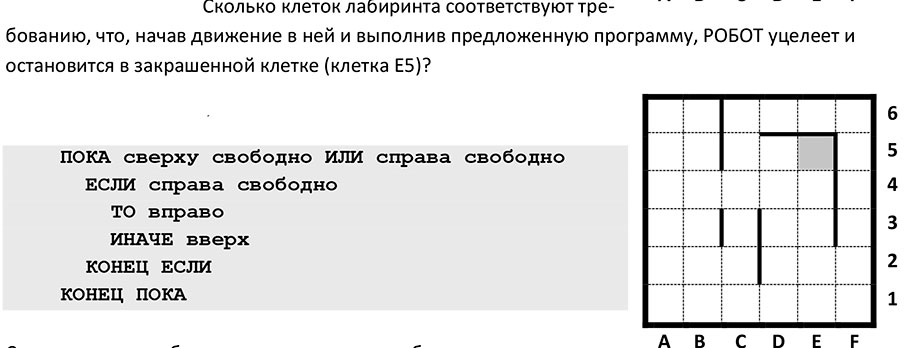 Сколько клеток лабиринта соответствуют тре-
бованию, что, начав движение в ней и выполнив предложенную программу, РОБОТ уцелеет и
остановится в закрашенной клетке (клетка E5)?
ПОКА сверху свободно ИЛИ справа свободно
ЕСЛИ справа свободно
ТО вправо
ИНАЧЕ вверх
КОНЕЦ ЕСЛИ
КОНЕЦ ПОКА
6
5
4
3
2
1
A B C D E F